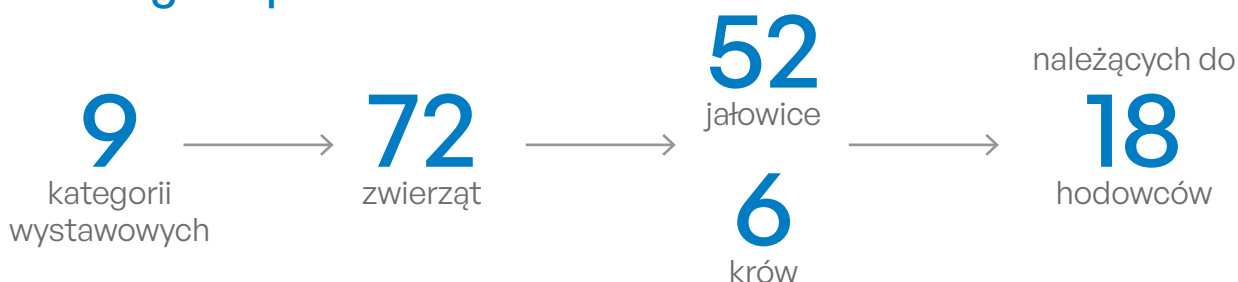 9
kategorii
wystawowych
72
zwierząt
52
jałowice
6
krów
należących do
18
hodowców